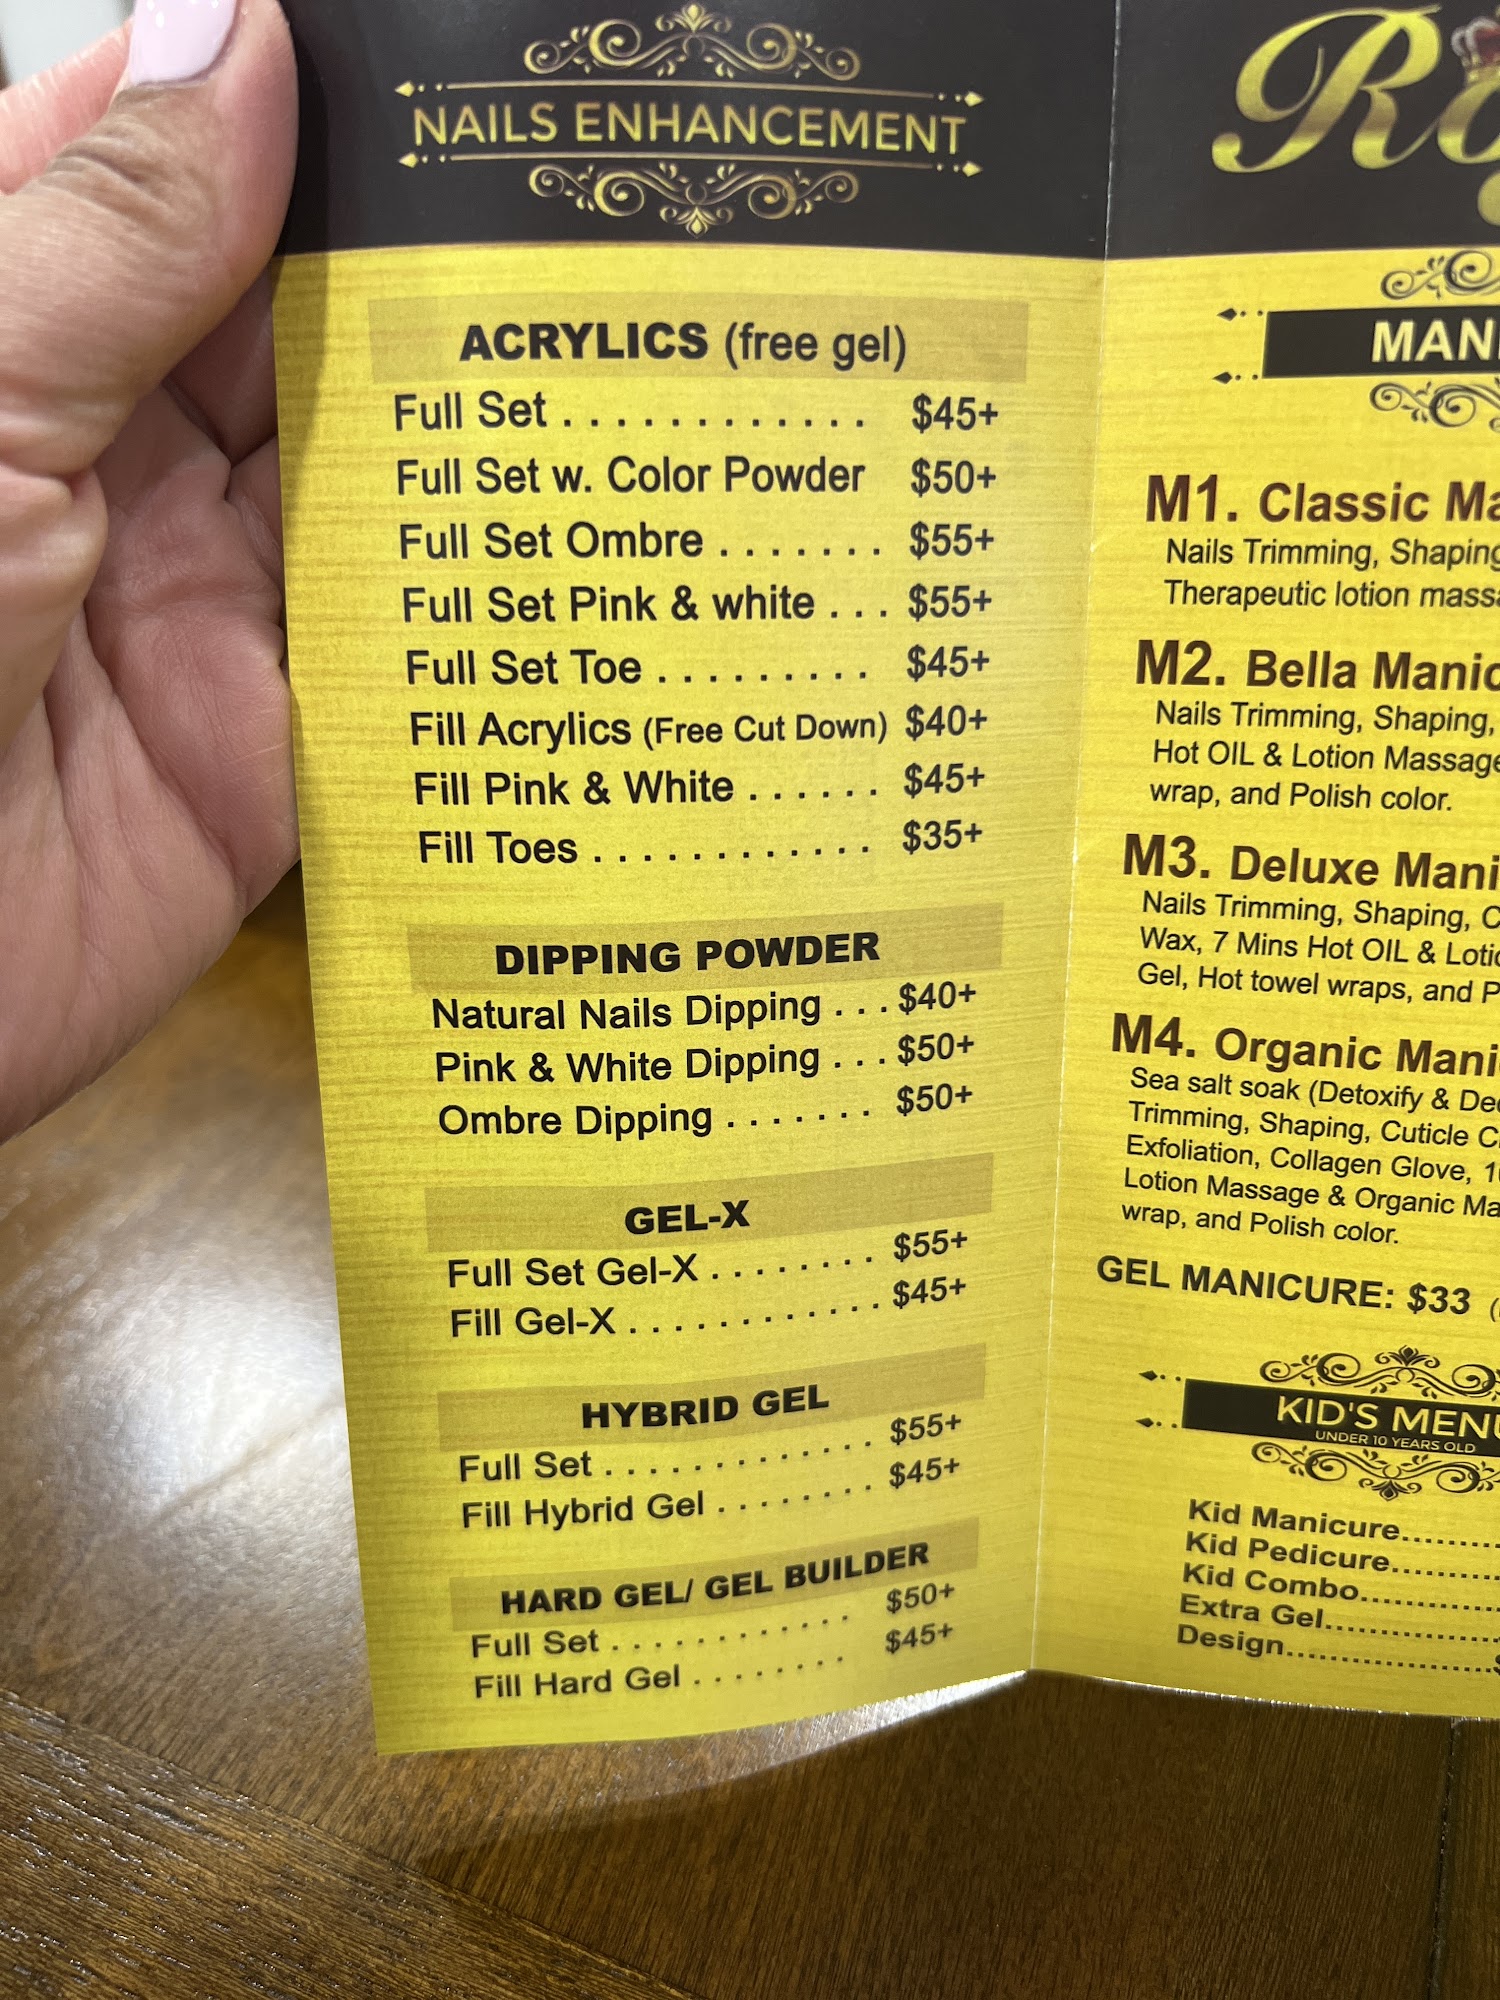 NAILS ENHANCEMENT
ACRYLICS (free gel)
Full Set . . . . . . . . . . . . $45+
Full Set w. Color Powder $50+
Full Set Ombre . . . . . . . $55+
Full Set Pink & white . . . $55+
Full Set Toe . . . . . . . . . $45+
Fill Acrylics (Free Cut Down) $40+
Fill Pink & White . . . . . . $45+
Fill Toes . . . . . . . . . . . . $35+
DIPPING POWDER
Natural Nails Dipping . . . $40+
Pink & White Dipping . . . $50+
Ombre Dipping . . . . . . . $50+
GEL-X
Full Set Gel-X . . . . . . . . $55+
Fill Gel-X . . . . . . . . . . . . $45+
HYBRID GEL
Full Set . . . . . . . . . . . . . $55+
Fill Hybrid Gel . . . . . . . . $45+
HARD GEL/ GEL BUILDER
Full Set . . . . . . . . . . . . $50+
Fill Hard Gel . . . . . . . . $45+
M1. Classic
Nails Trimming, Shaping
Therapeutic lotion
M2. Bella
Nails Trimming, Shaping,
Hot OIL & Lotion Massage
wrap, and Polish color.
M3. Deluxe
Nails Trimming, Shaping,
Wax, 7 Mins Hot OIL &
Gel, Hot towel wraps, and
M4. Organic
Sea salt soak (Detoxify &
Trimming, Shaping, Cuticle
Exfoliation, Collagen Glove,
Lotion Massage & Organic
wrap, and Polish color.
GEL MANICURE: $33
KID'S MENU
UNDER 10 YEARS OLD
Kid Manicure.........
Kid Pedicure..........
Kid Combo.............
Extra Gel................
Design...................